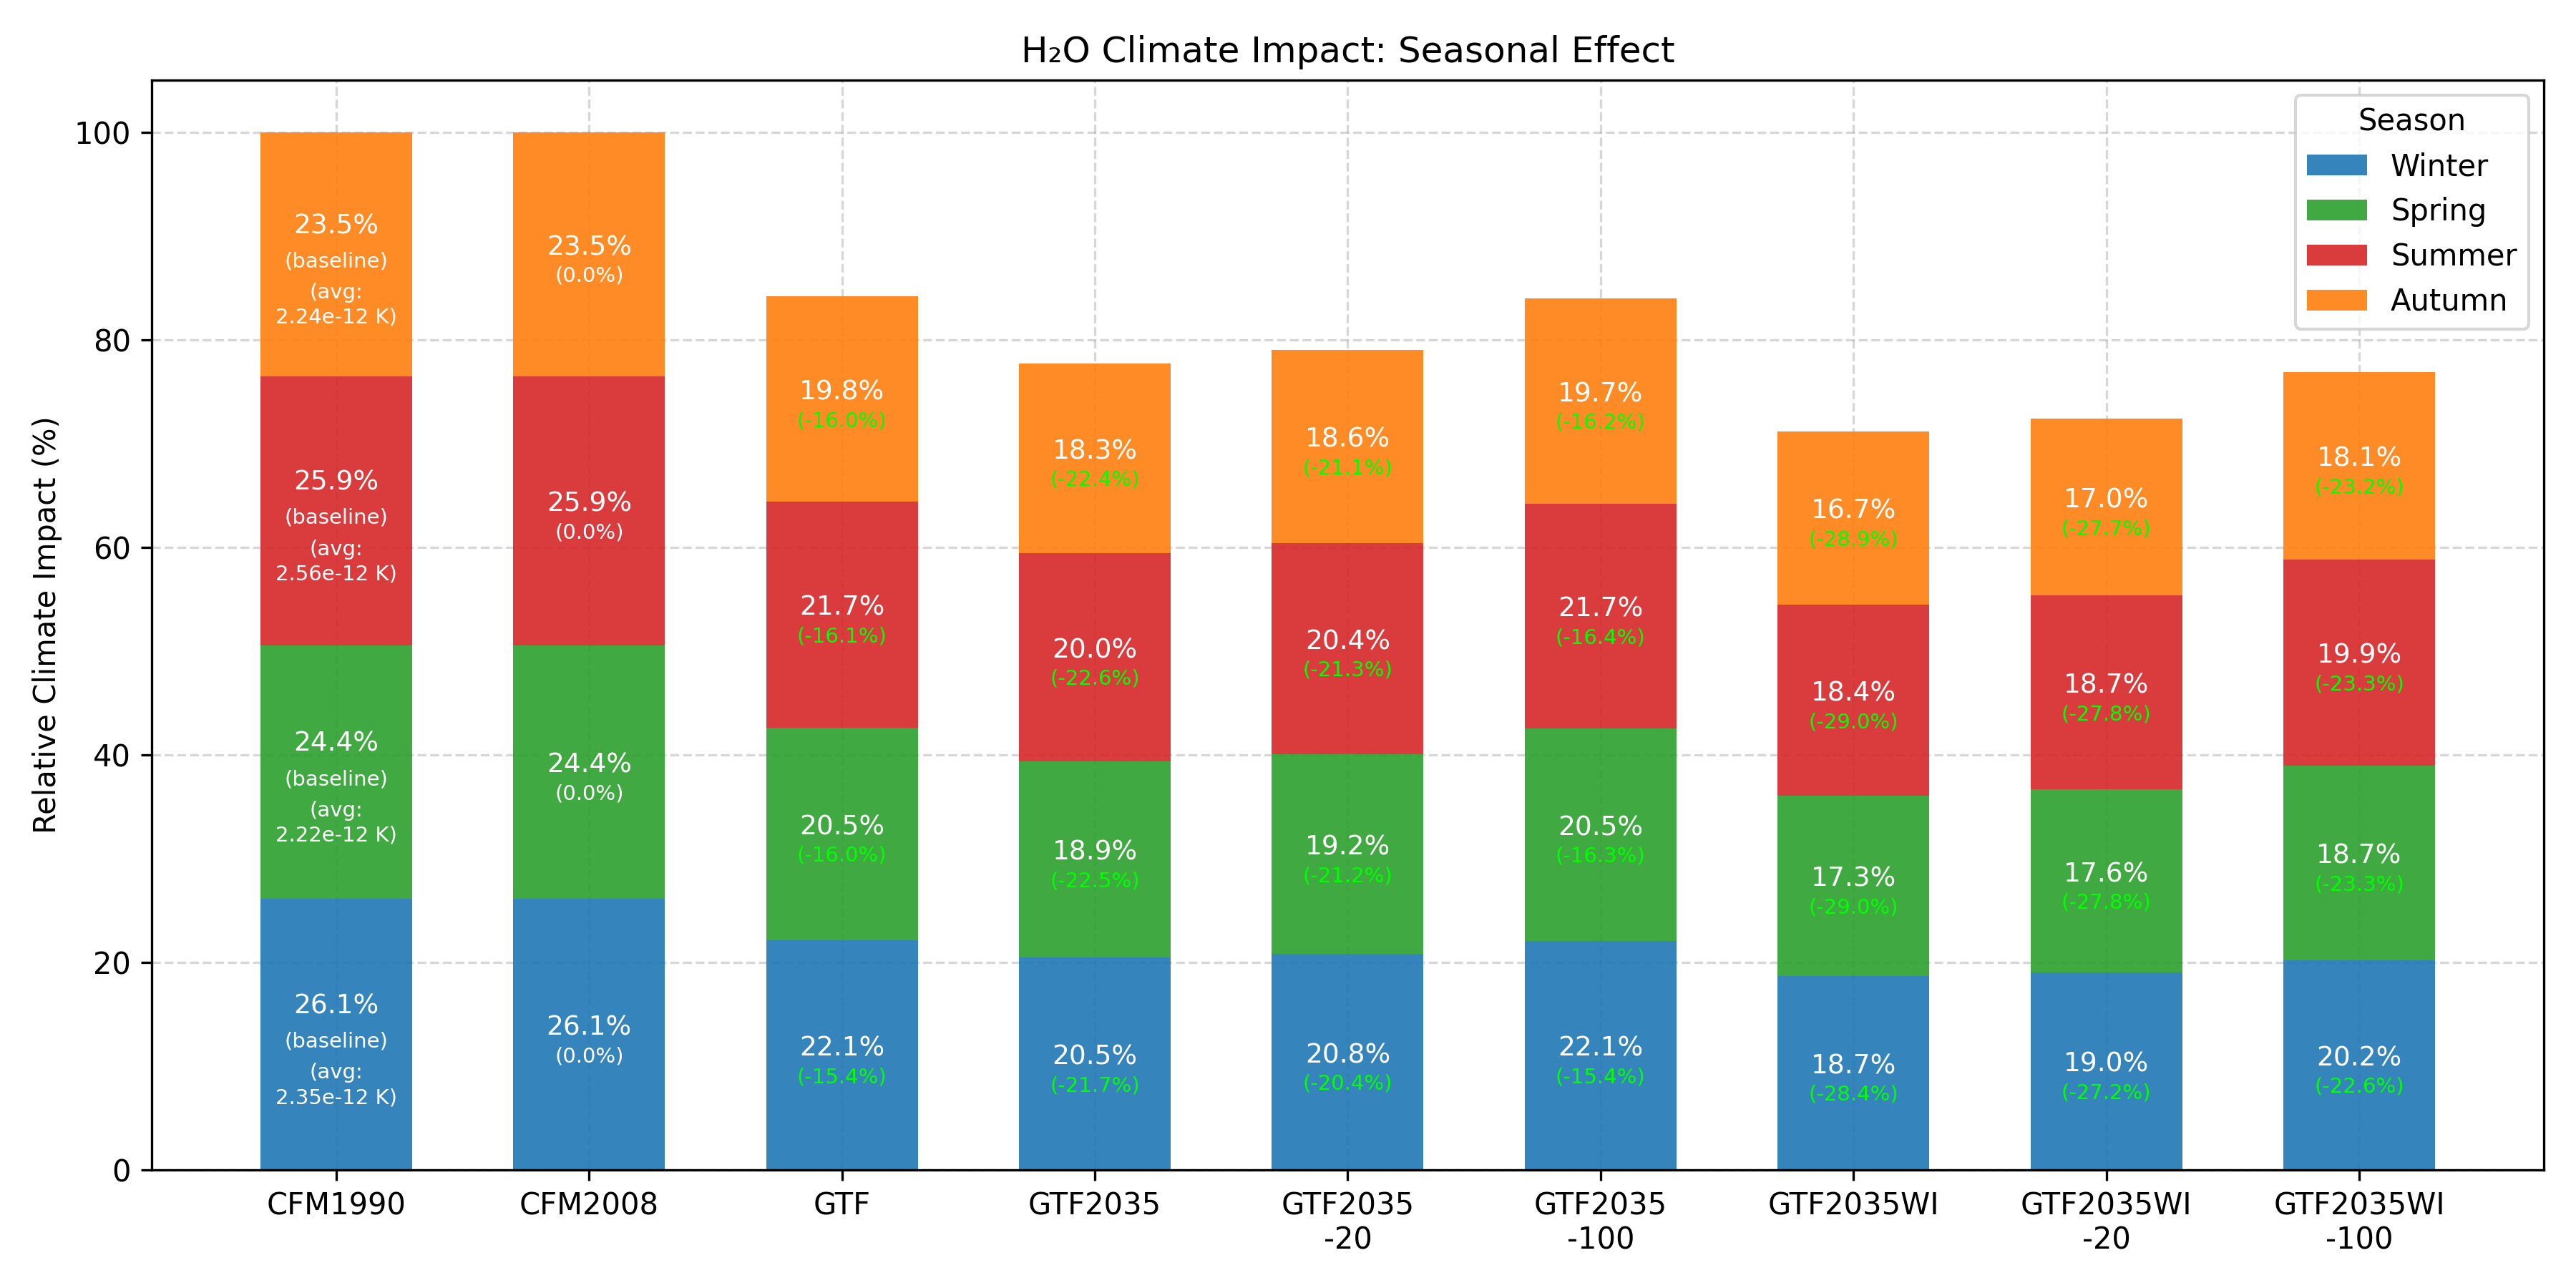 H₂O Climate Impact: Seasonal Effect
Relative Climate Impact (%)
100
80
60
40
20
0
Season
Winter
Spring
Summer
Autumn
23.5%
(baseline)
(avg:
2.24e-12 K)
25.9%
(baseline)
(avg:
2.56e-12 K)
24.4%
(baseline)
(avg:
2.22e-12 K)
26.1%
(baseline)
(avg:
2.35e-12 K)
23.5%
(0.0%)
25.9%
(0.0%)
24.4%
(0.0%)
26.1%
(0.0%)
19.8%
(-16.0%)
21.7%
(-16.1%)
20.5%
(-16.0%)
22.1%
(-15.4%)
18.3%
(-22.4%)
20.0%
(-22.6%)
18.9%
(-22.5%)
20.5%
(-21.7%)
18.6%
(-21.1%)
20.4%
(-21.3%)
19.2%
(-21.2%)
20.8%
(-20.4%)
19.7%
(-16.2%)
21.7%
(-16.4%)
20.5%
(-16.3%)
22.1%
(-15.4%)
16.7%
(-28.9%)
18.4%
(-29.0%)
17.3%
(-29.0%)
18.7%
(-28.4%)
17.0%
(-27.7%)
18.7%
(-27.8%)
17.6%
(-27.8%)
19.0%
(-27.2%)
18.1%
(-23.2%)
19.9%
(-23.3%)
18.7%
(-23.3%)
20.2%
(-22.6%)
CFM1990
CFM2008
GTF
GTF2035
GTF2035
-20
GTF2035
-100
GTF2035WI
GTF2035WI
-20
GTF2035WI
-100